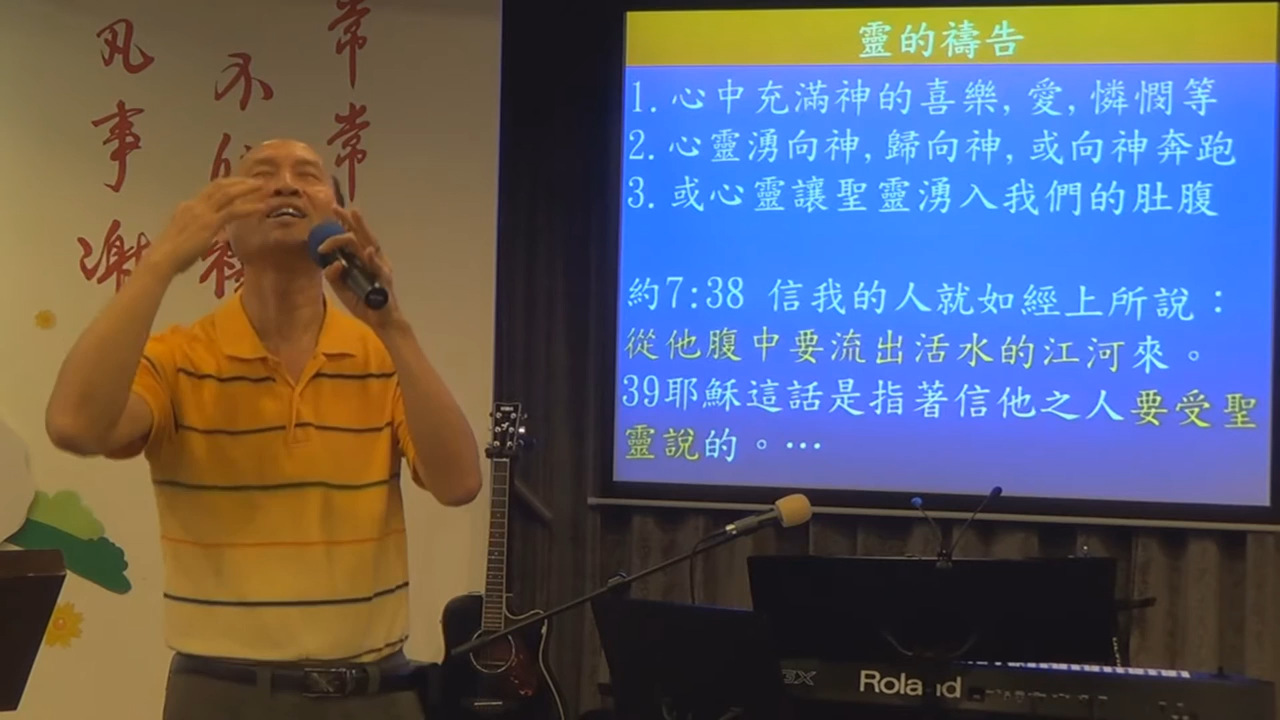 常常
不
凡事謝
靈的禱告
1. 心中充滿神的喜樂, 愛, 憐憫等
2. 心靈湧向神, 歸向神, 或向神奔跑
3. 或心靈讓聖靈湧入我們的肚腹
約7:38 信我的人就如經上所說：
從他腹中要流出活水的江河來。
39耶穌這話是指著信他之人要受聖
靈說的。…
Roland